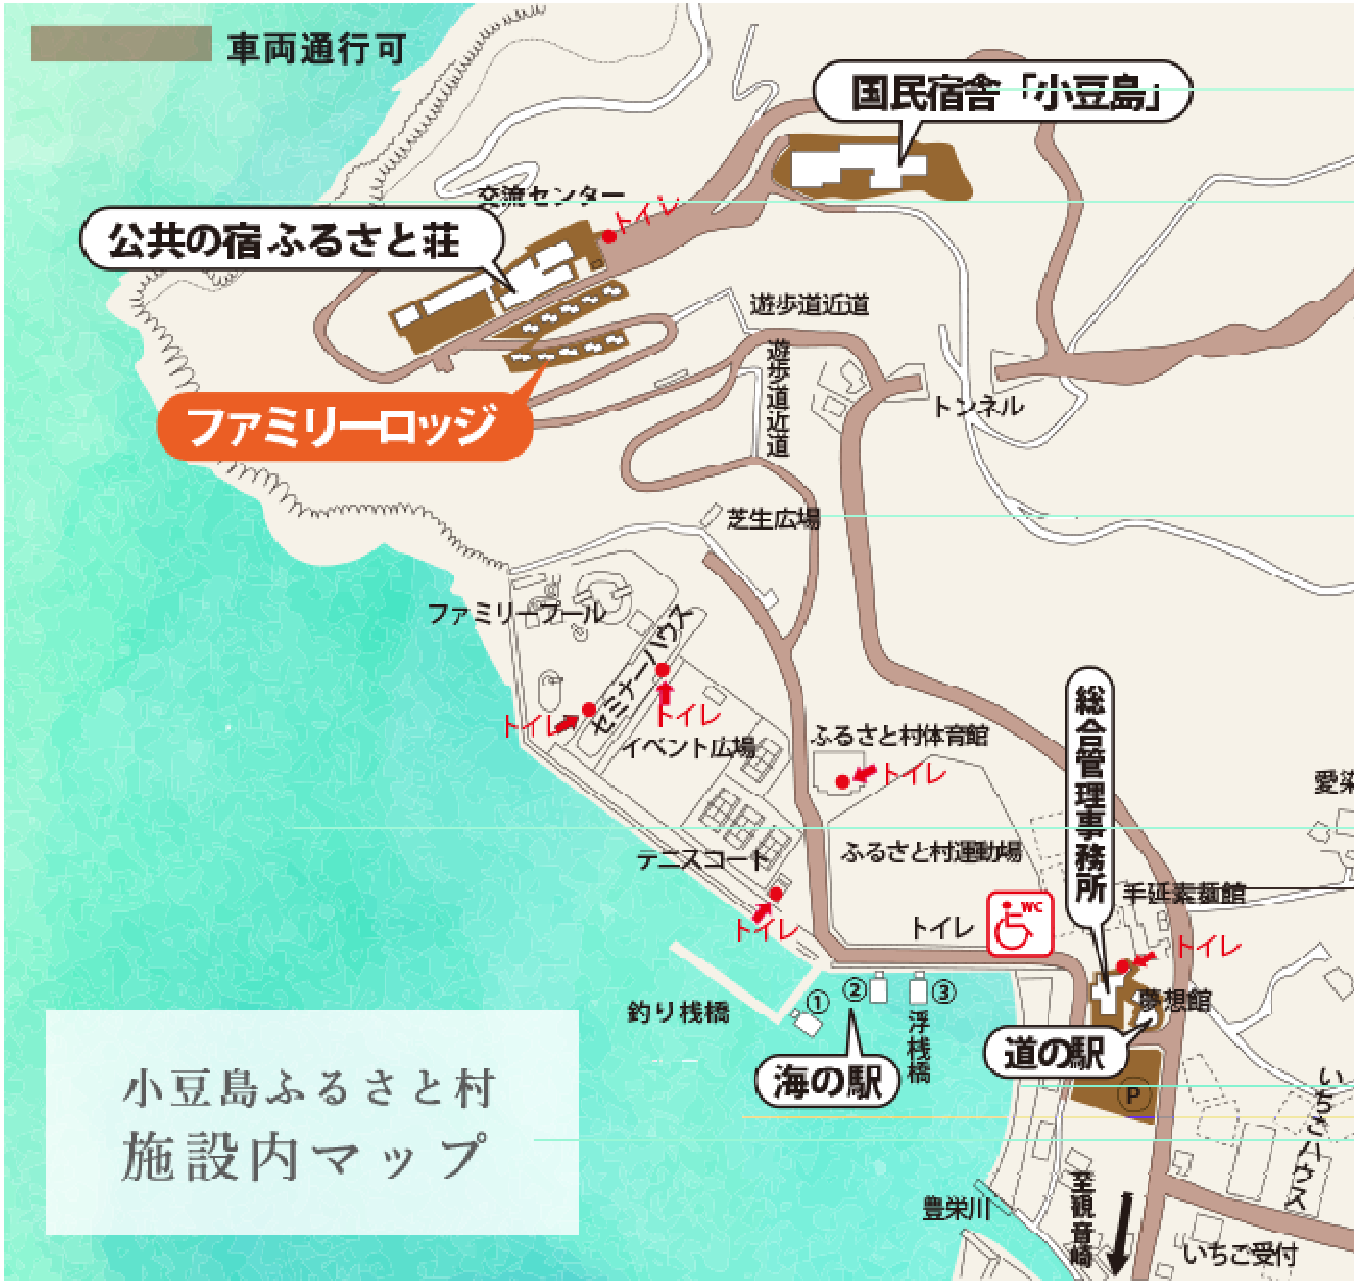 車両通行可
国民宿舎「小豆島」
交流センター
トイレ
公共の宿 ふるさと荘
遊歩道近道
遊歩道近道
トンネル
ファミリーロッジ
芝生広場
ファミリープール
セミナーハウス
トイレ
トイレ
イベント広場
ふるさと村体育館
トイレ
総合管理事務所
愛染
テニスコート
ふるさと村運動場
手延素麺館
トイレ
トイレ
WC
トイレ
夢想館
釣り桟橋
①
②
③
浮桟橋
海の駅
道の駅
P
いちごハウス
小豆島ふるさと村
施設内マップ
豊栄川
至観音崎
いちご受付